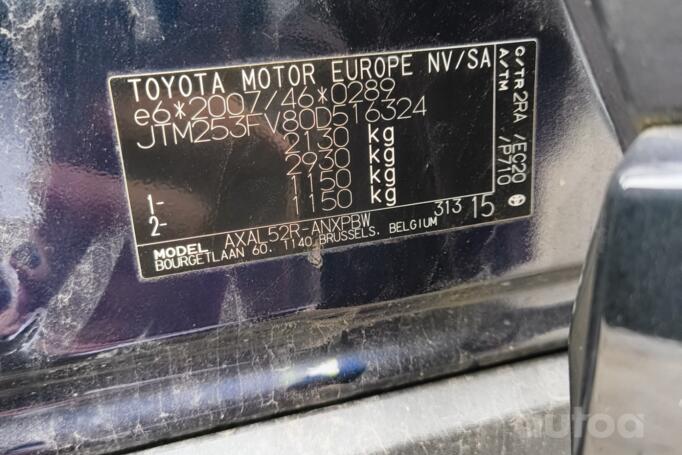 TOYOTA MOTOR EUROPE NV/SA
e6*2007/46*0289
JTM253FV80D516324
2130 kg
2930 kg
1- 1150 kg
2- 1150 kg
313 15
MODEL AXAL52R-ANXPBW
BOURGETLAAN 60. 1140 BRUSSELS. BELGIUM
C/TR 2RA /EC20
A/TM /P710
autoa